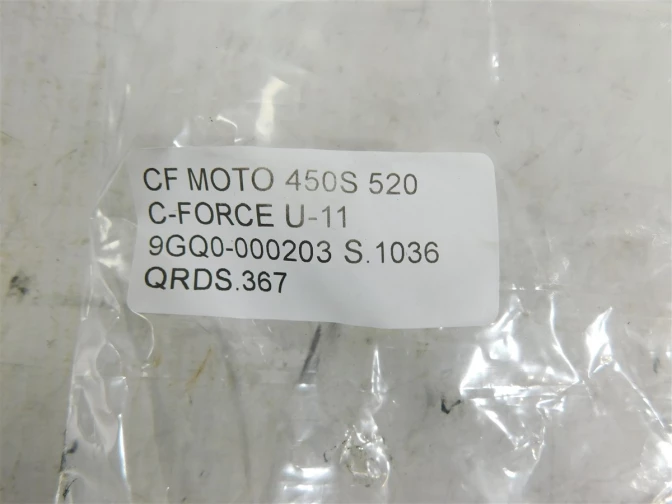 CF MOTO 450S 520
C-FORCE U-11
9GQ0-000203 S.1036
QRDS.367